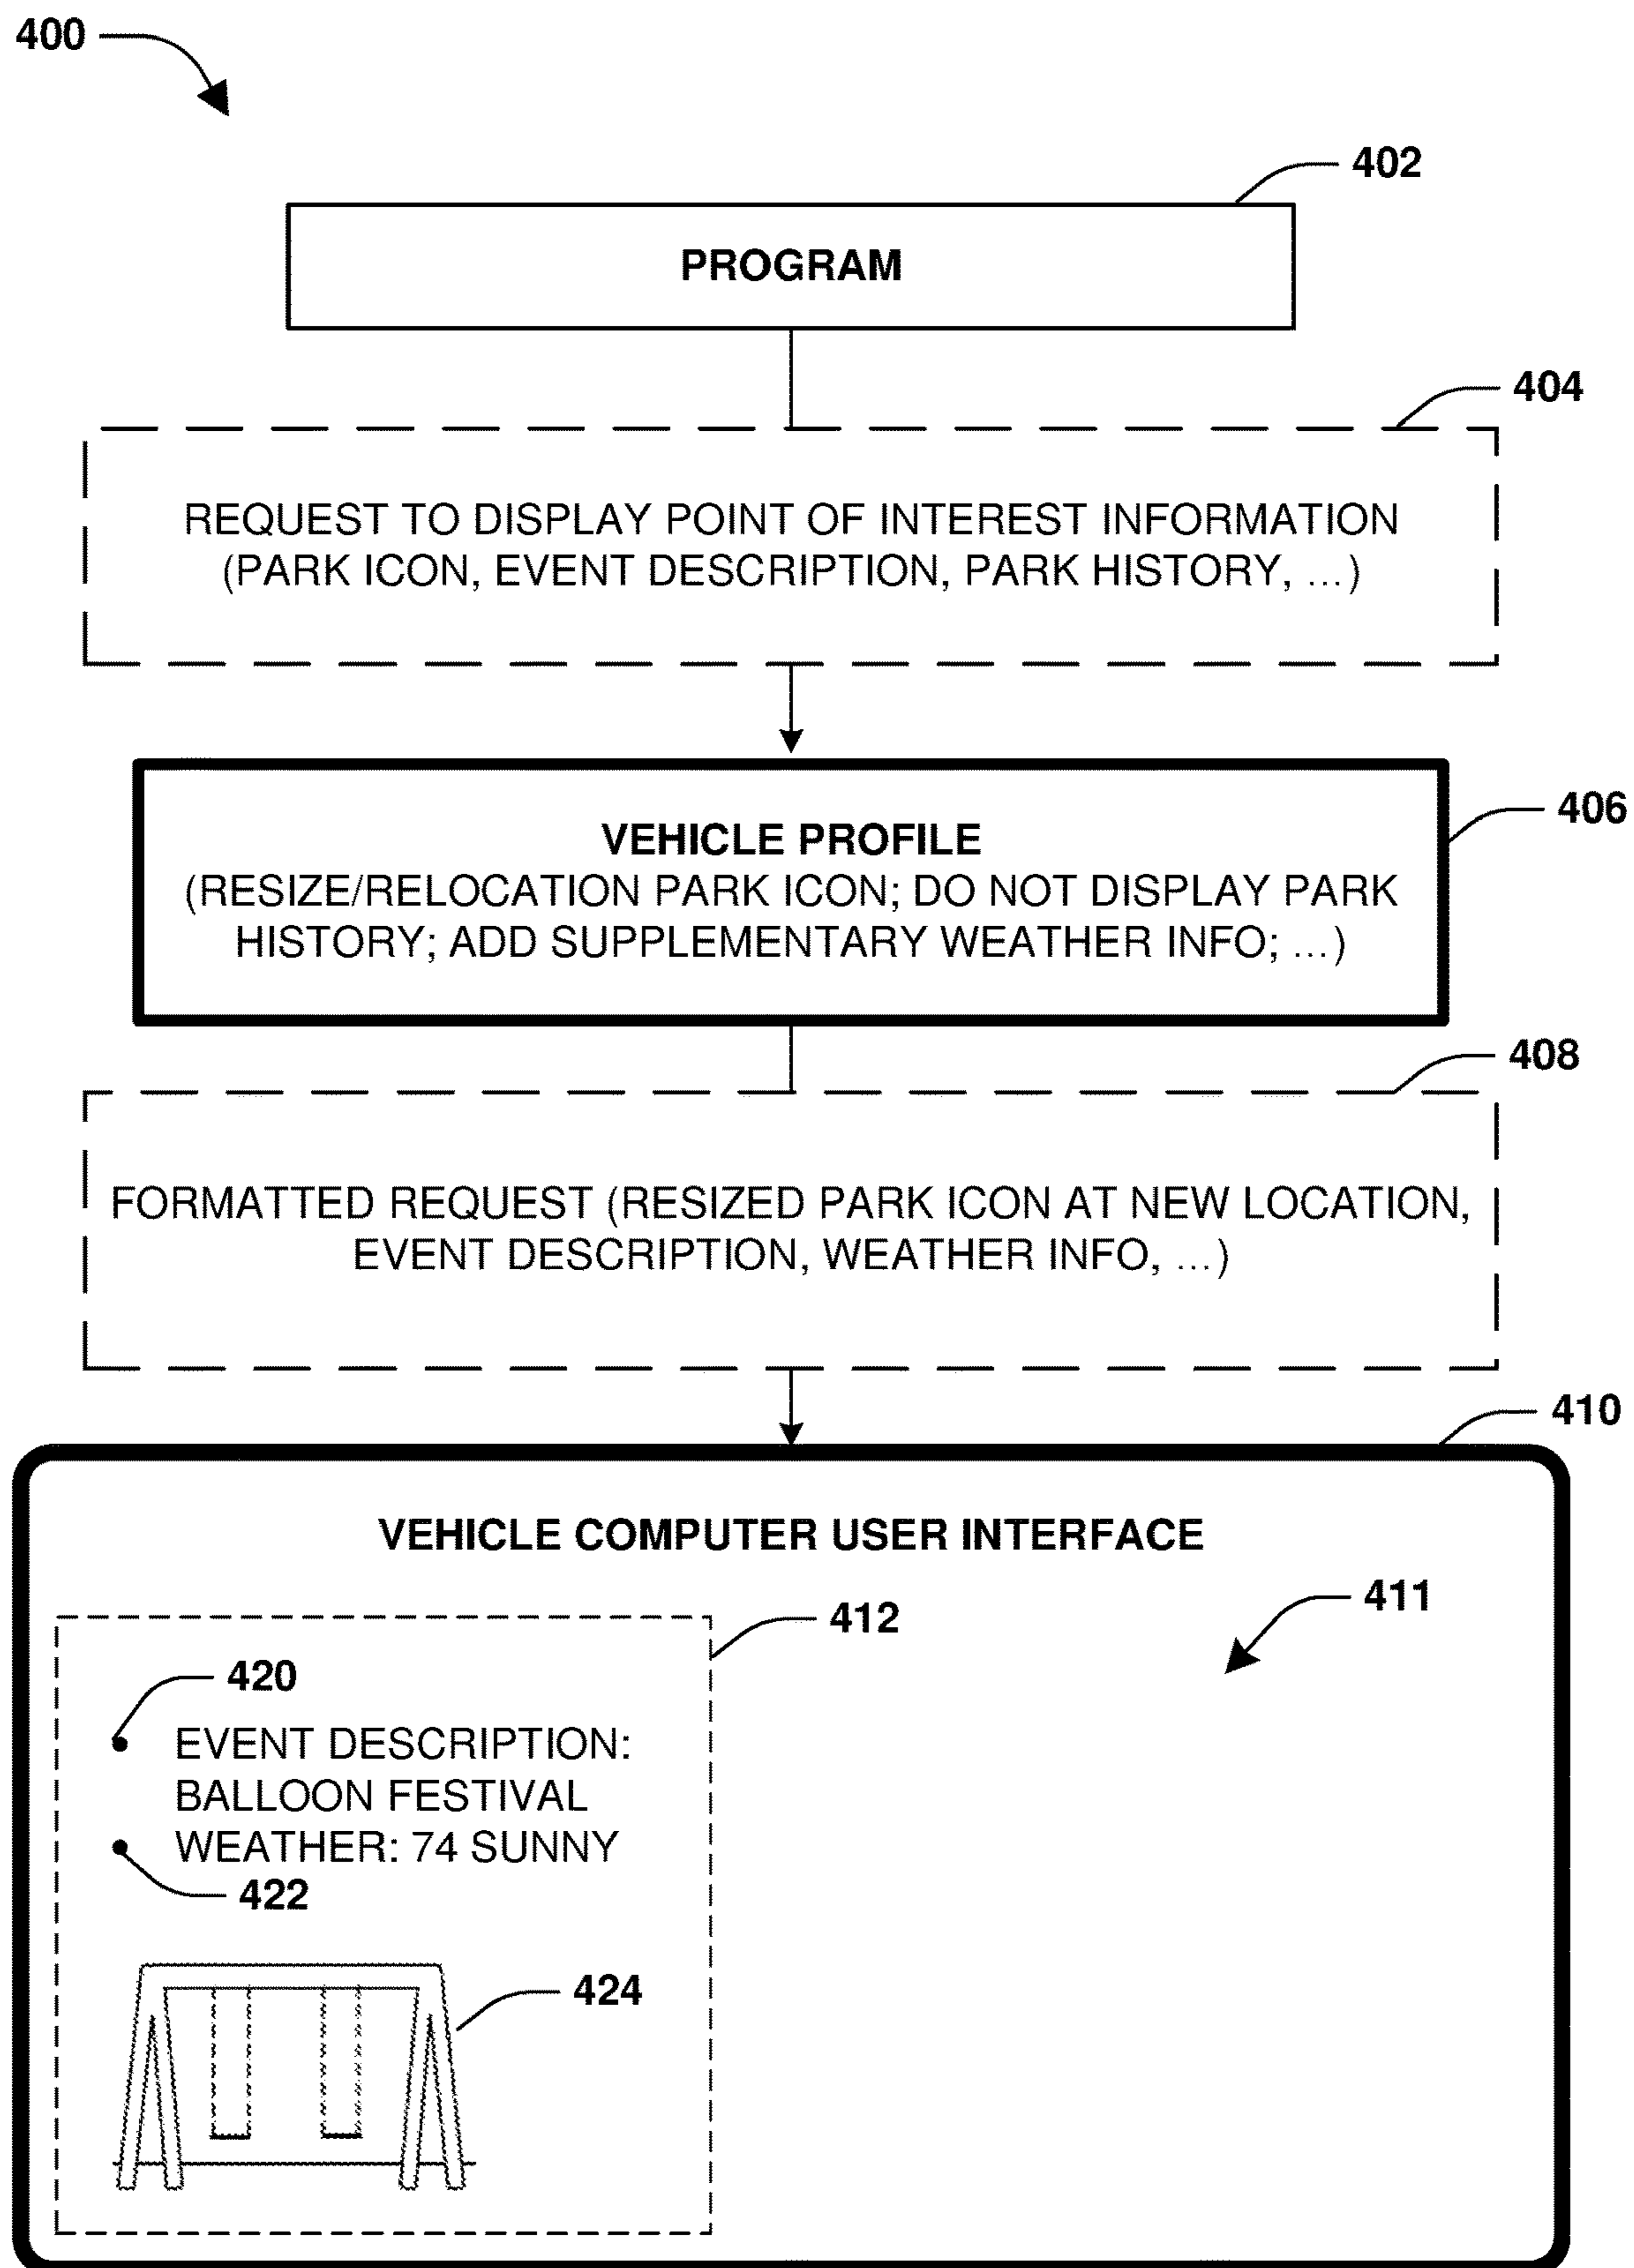 400
402
PROGRAM
404
REQUEST TO DISPLAY POINT OF INTEREST INFORMATION
(PARK ICON, EVENT DESCRIPTION, PARK HISTORY, ...)
406
VEHICLE PROFILE
(RESIZE/RELOCATION PARK ICON; DO NOT DISPLAY PARK
HISTORY; ADD SUPPLEMENTARY WEATHER INFO; ...)
408
FORMATTED REQUEST (RESIZED PARK ICON AT NEW LOCATION,
EVENT DESCRIPTION, WEATHER INFO, ...)
410
VEHICLE COMPUTER USER INTERFACE
411
412
420
• EVENT DESCRIPTION:
BALLOON FESTIVAL
• WEATHER: 74 SUNNY
422
424